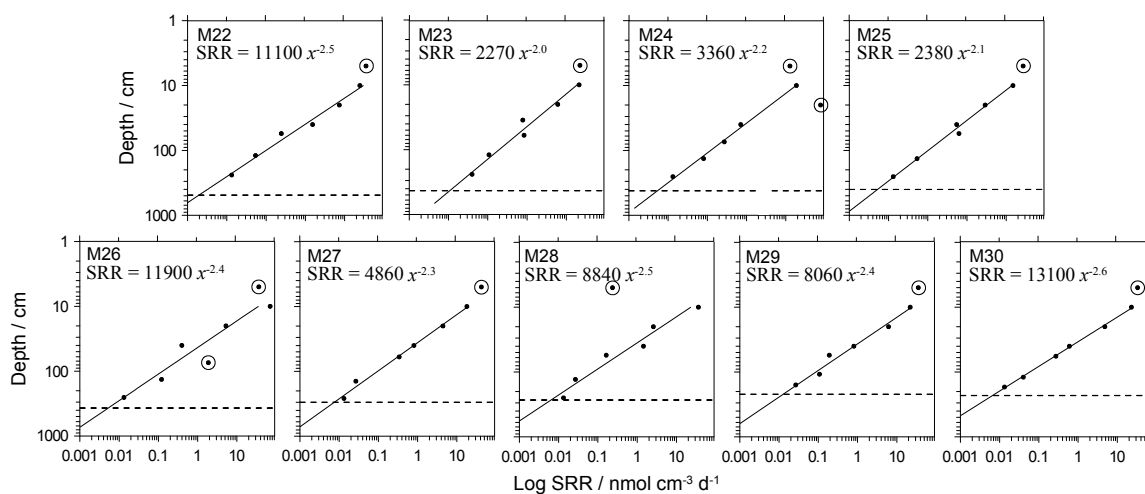 M22
SRR = 11100 x^-2.5
M23
SRR = 2270 x^-2.0
M24
SRR = 3360 x^-2.2
M25
SRR = 2380 x^-2.1
1
10
100
1000
Depth / cm
M26
SRR = 11900 x^-2.4
M27
SRR = 4860 x^-2.3
M28
SRR = 8840 x^-2.5
M29
SRR = 8060 x^-2.4
M30
SRR = 13100 x^-2.6
1
10
100
1000
Depth / cm
0.001 0.01 0.1 1 10
0.001 0.01 0.1 1 10
0.001 0.01 0.1 1 10
0.001 0.01 0.1 1 10
0.001 0.01 0.1 1 10
Log SRR / nmol cm⁻³ d⁻¹